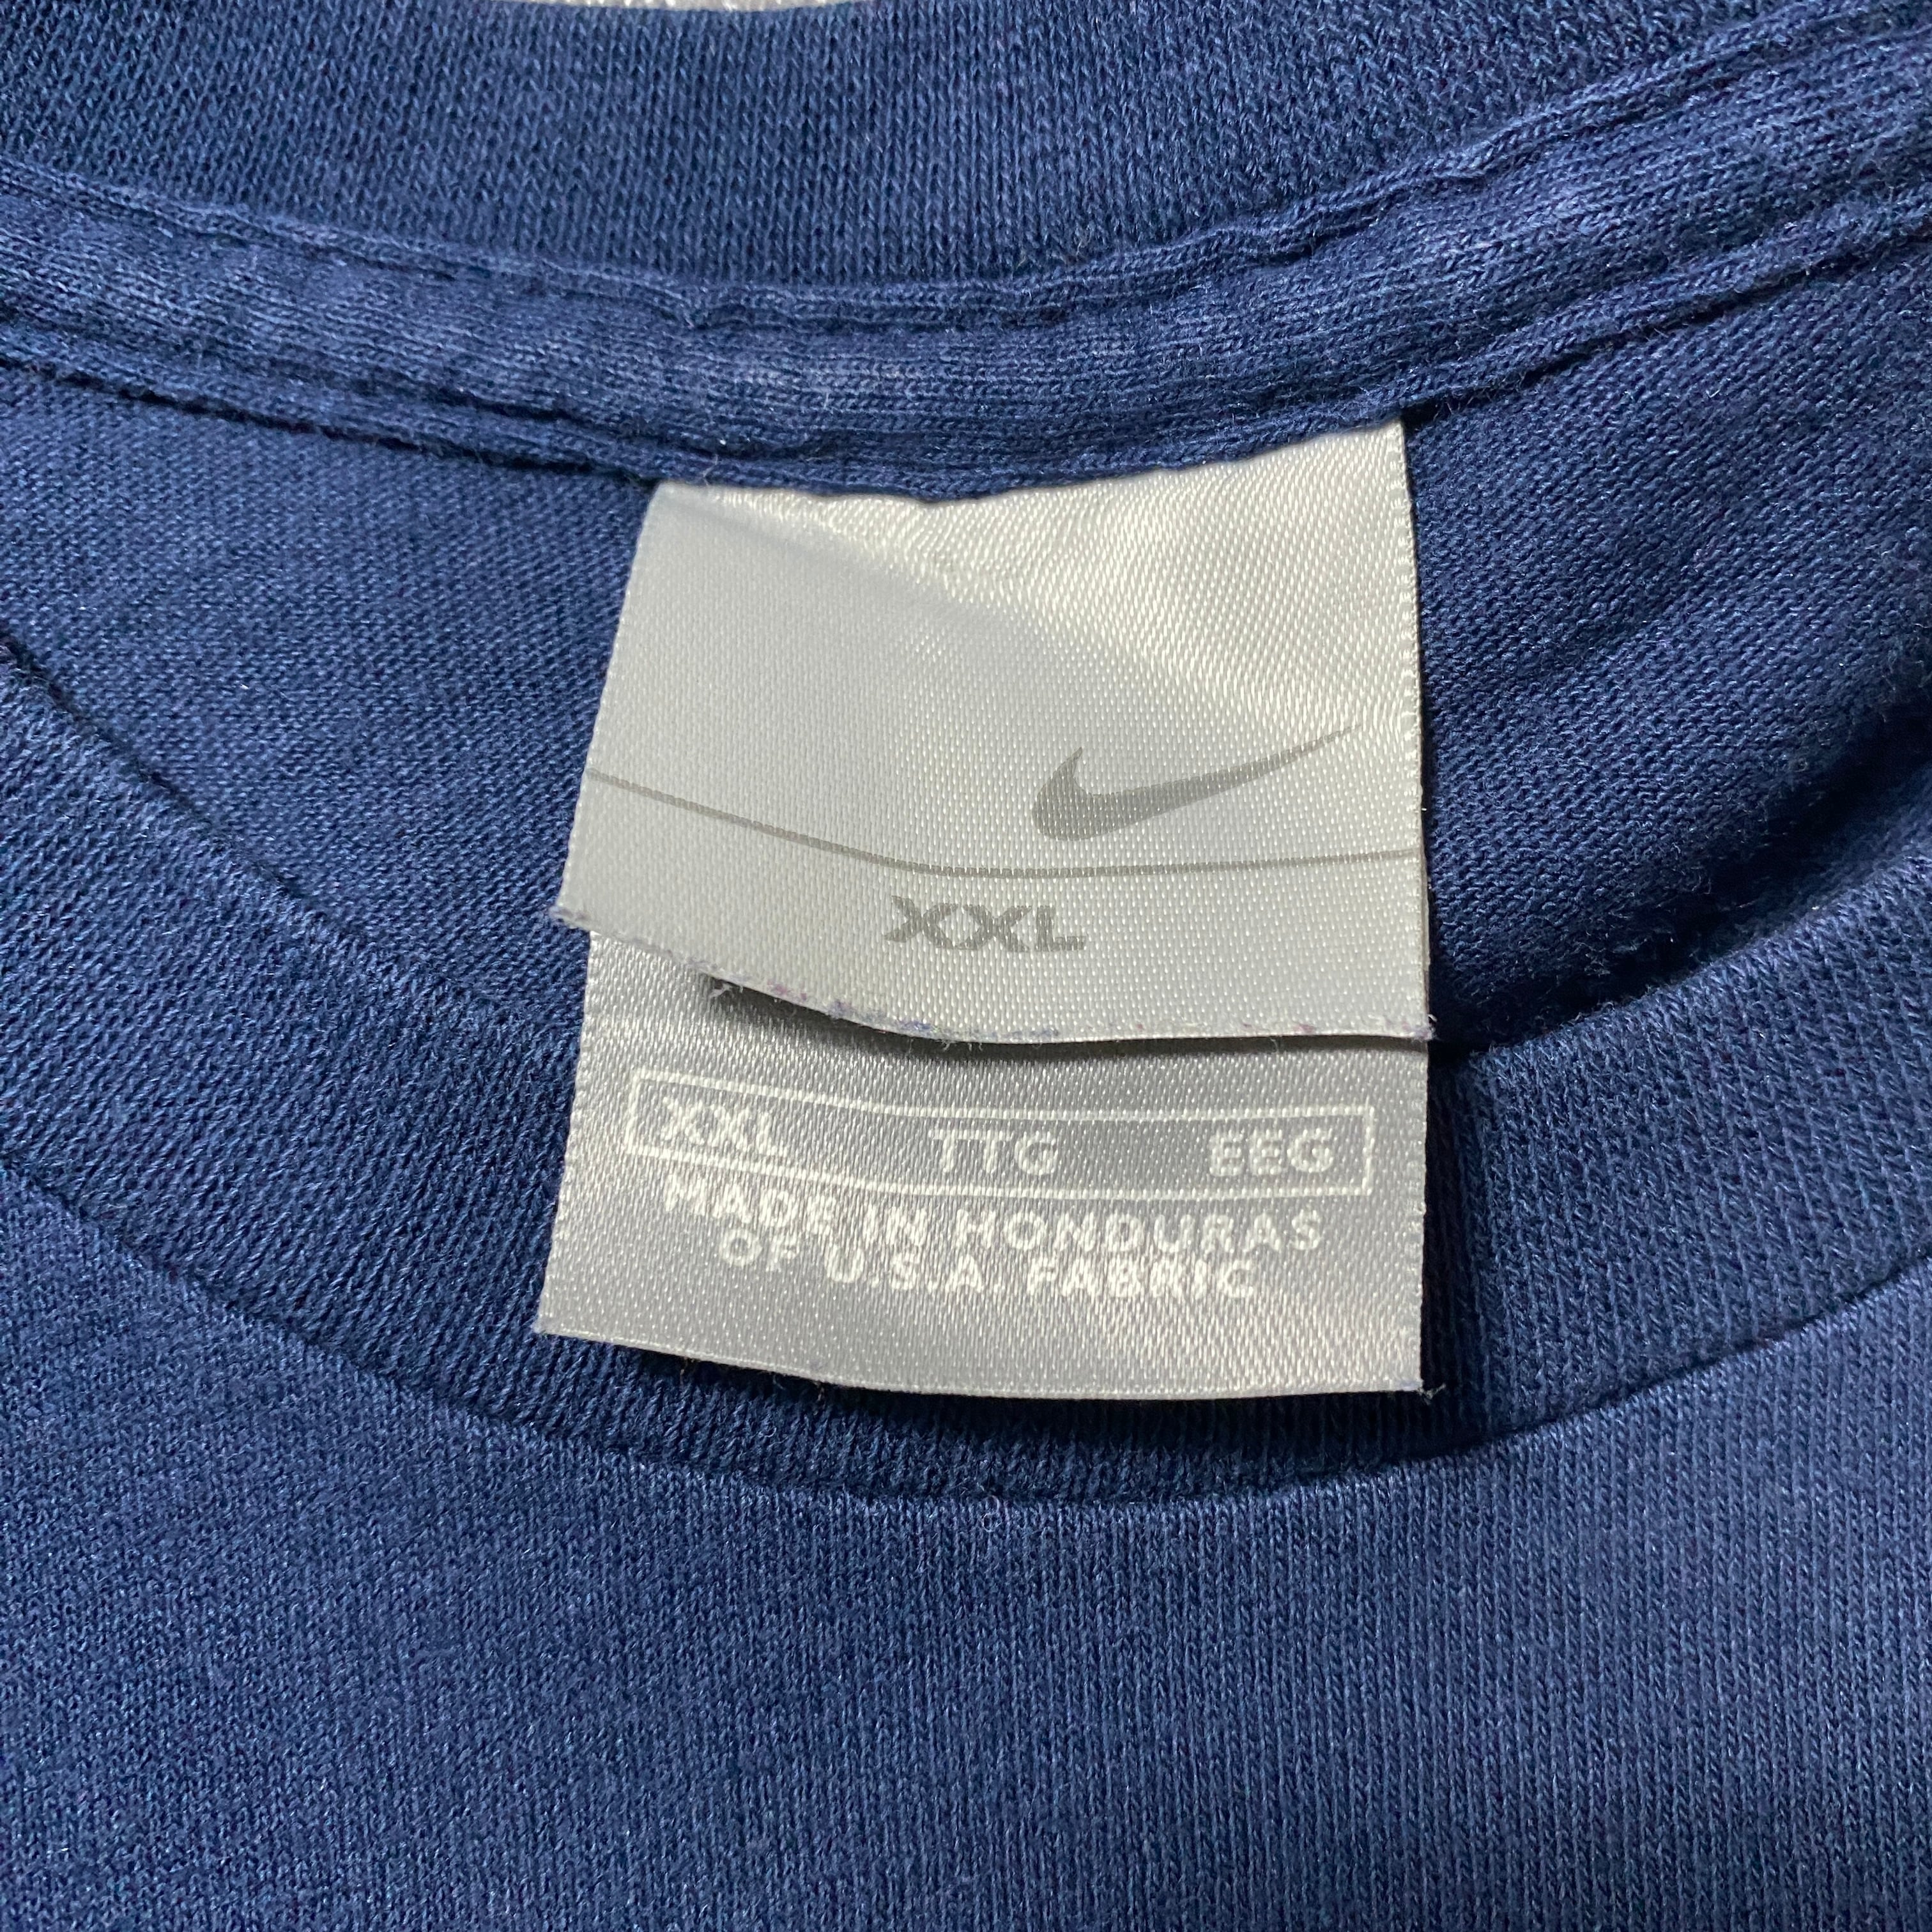 XXL
XXL TTG EEG
MADE IN HONDURAS
OF U.S.A. FABRIC